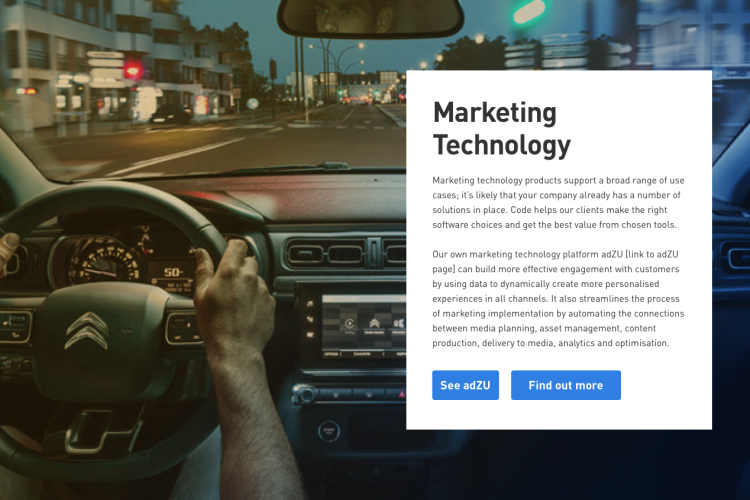 Marketing
Technology
Marketing technology products support a broad range of use
cases; it's likely that your company already has a number of
solutions in place. Code helps our clients make the right
software choices and get the best value from chosen tools.
Our own marketing technology platform adZU [link to adZU
page] can build more effective engagement with customers
by using data to dynamically create more personalised
experiences in all channels. It also streamlines the process
of marketing implementation by automating the connections
between media planning, asset management, content
production, delivery to media, analytics and optimisation.
See adZU
Find out more
50